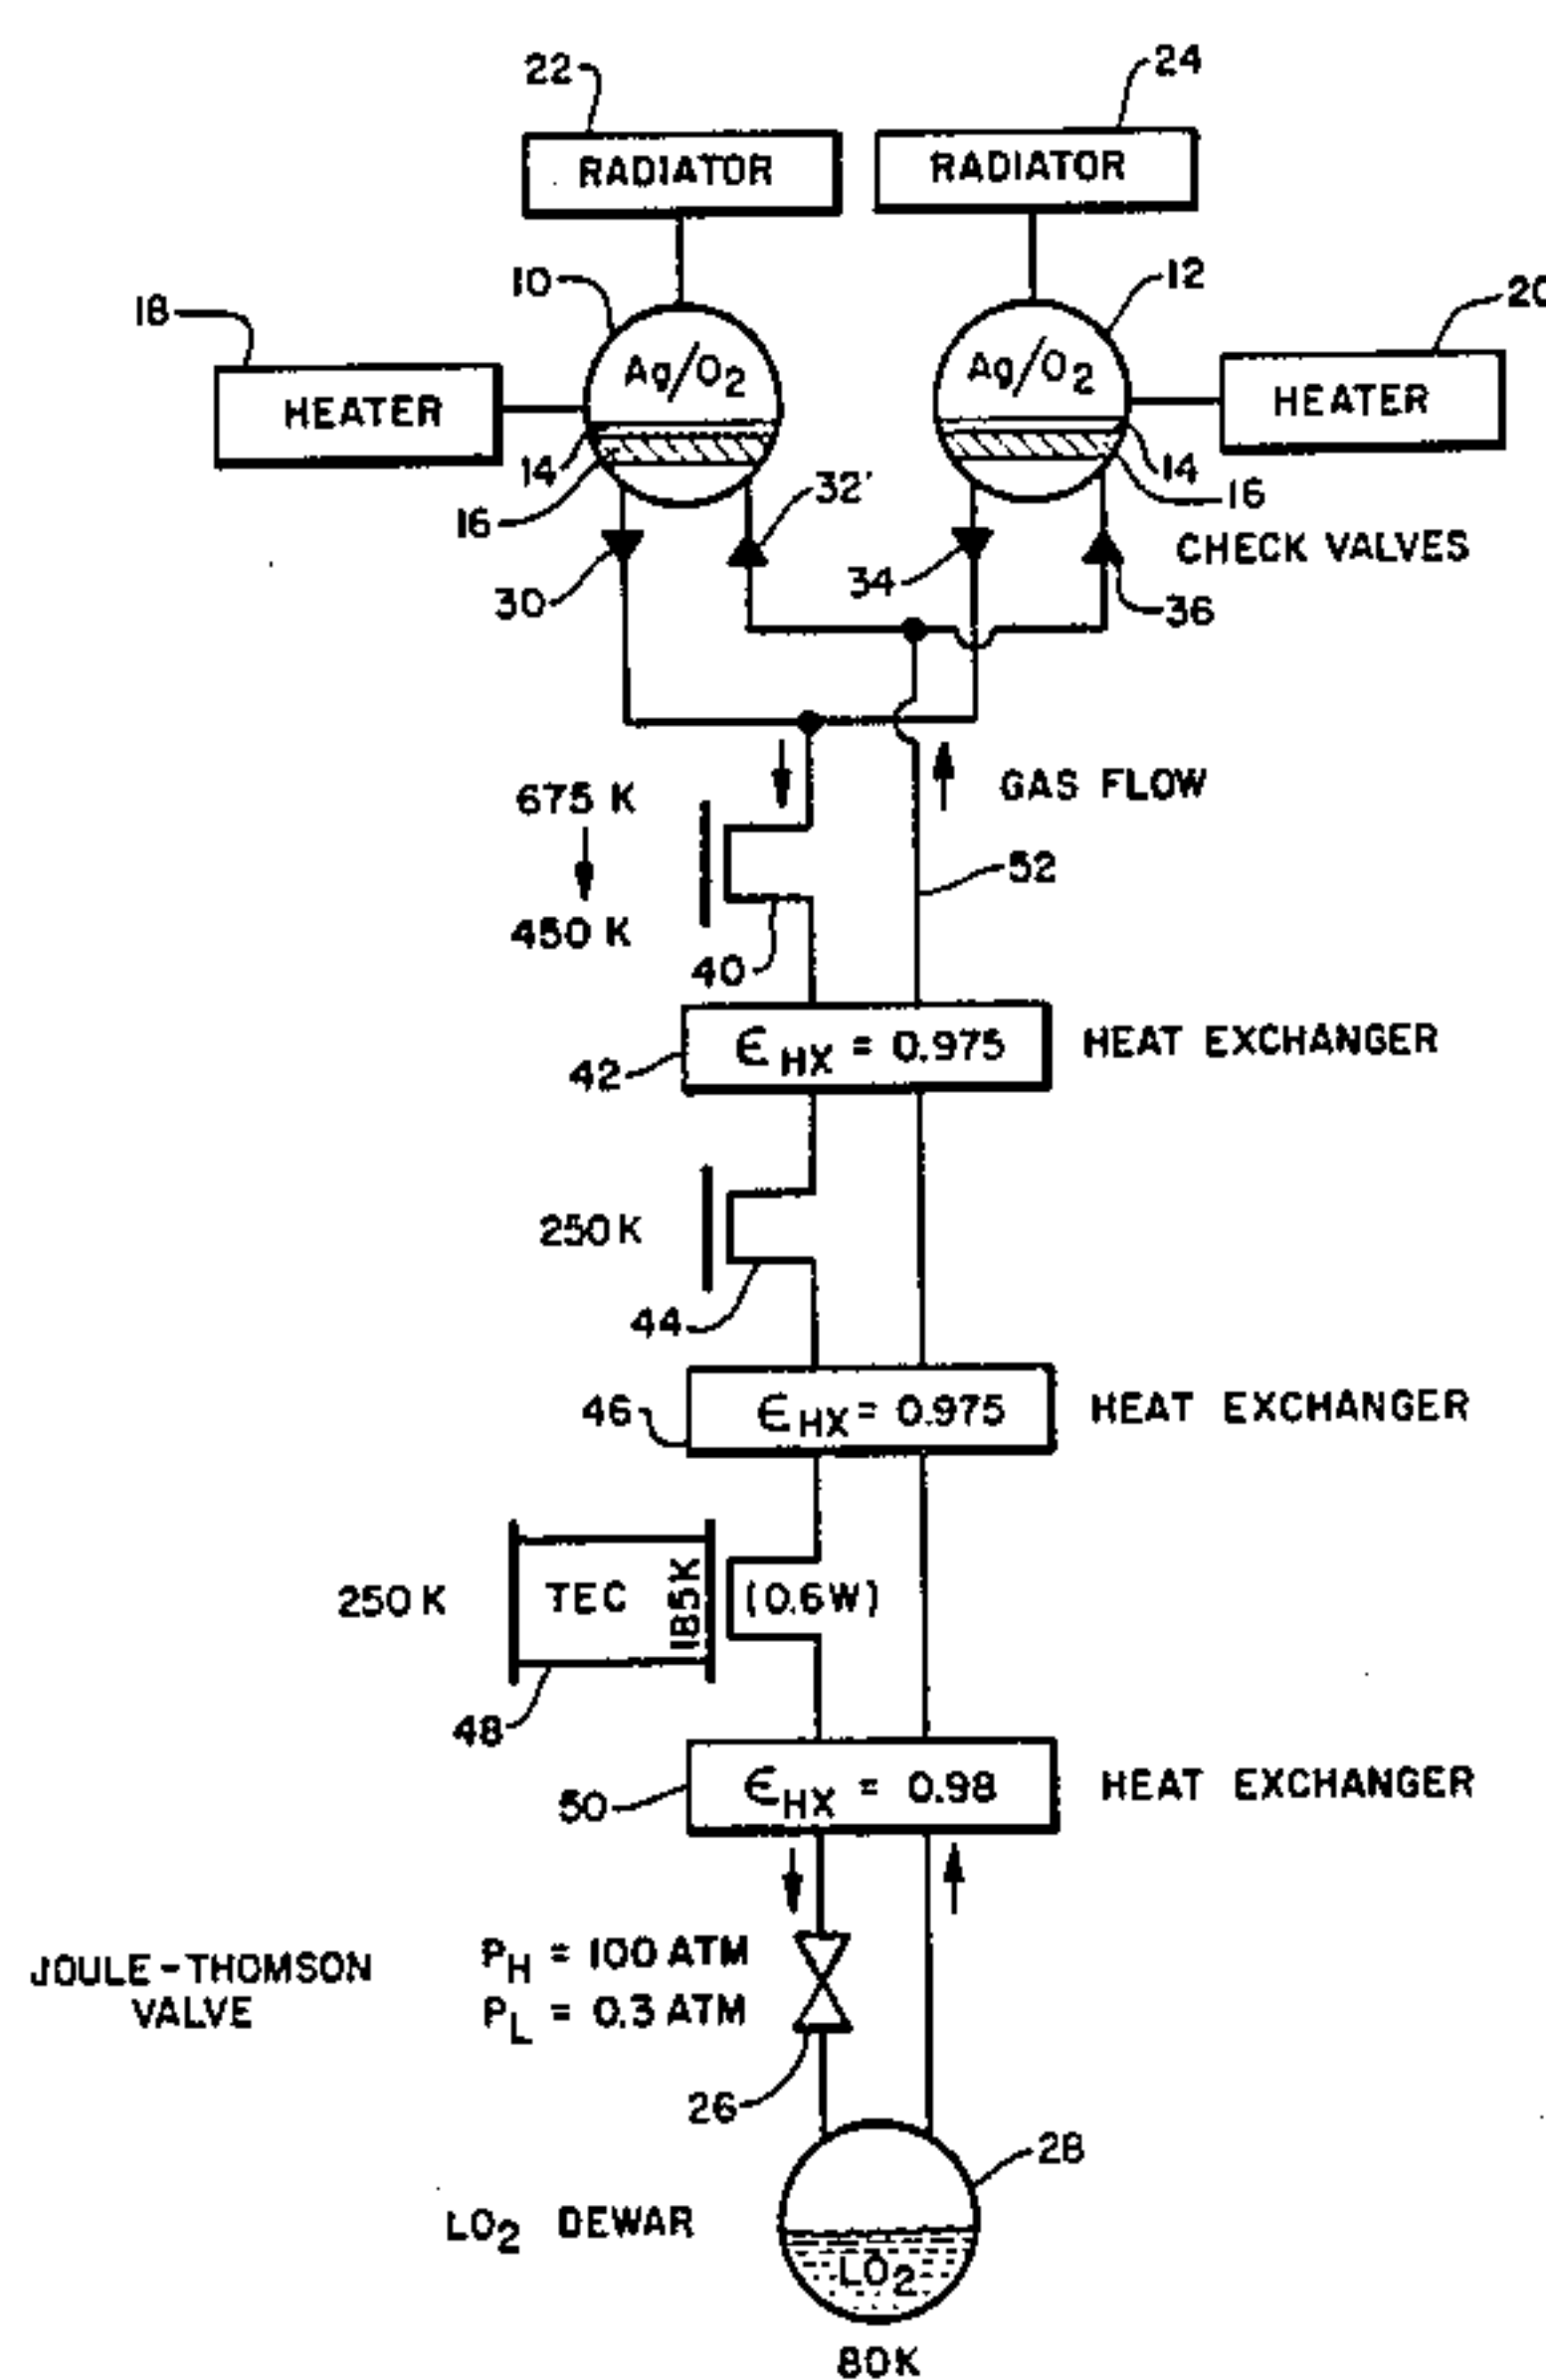 22
24
RADIATOR
RADIATOR
10
12
18
20
Ag/O2
Ag/O2
HEATER
HEATER
14
14
16
16
32'
30
34
36
CHECK VALVES
675 K
450 K
GAS FLOW
52
40
42
ϵHX = 0.975
HEAT EXCHANGER
250 K
44
46
ϵHX = 0.975
HEAT EXCHANGER
250 K
TEC
185K
(0.6W)
48
50
ϵHX = 0.98
HEAT EXCHANGER
JOULE-THOMSON
VALVE
PH = 100 ATM
PL = 0.3 ATM
26
28
LO2 DEWAR
LO2
80K